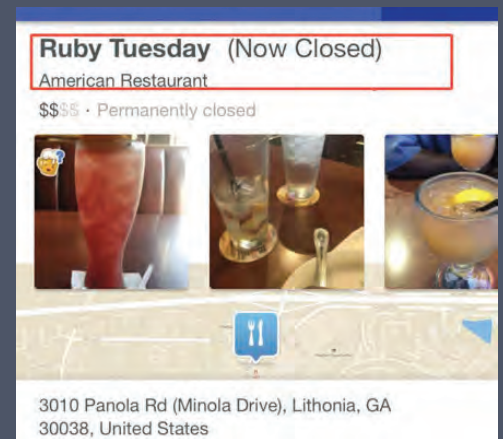 Ruby Tuesday (Now Closed)
American Restaurant
$$$$ · Permanently closed
3010 Panola Rd (Minola Drive), Lithonia, GA
30038, United States